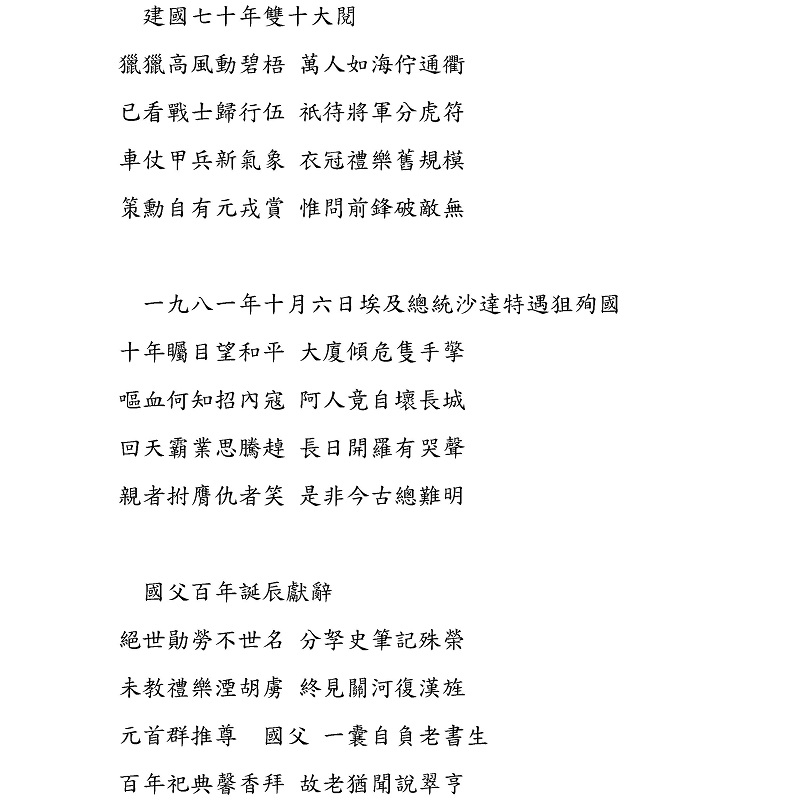 建國七十年雙十大閱
獵獵高風動碧梧 萬人如海佇通衢
已看戰士歸行伍 祇待將軍分虎符
車仗甲兵新氣象 衣冠禮樂舊規模
策勳自有元戎賞 惟問前鋒破敵無
一九八一年十月六日埃及總統沙達特遇狙殉國
十年矚目望和平 大廈傾危隻手擎
嘔血何知招內寇 阿人竟自壞長城
回天霸業思騰趠 長日開羅有哭聲
親者拊膺仇者笑 是非今古總難明
國父百年誕辰獻辭
絕世勛勞不世名 分拏史筆記殊榮
未教禮樂湮胡虜 終見關河復漢旌
元首群推尊　國父 一囊自負老書生
百年祀典馨香拜 故老猶聞說翠亨